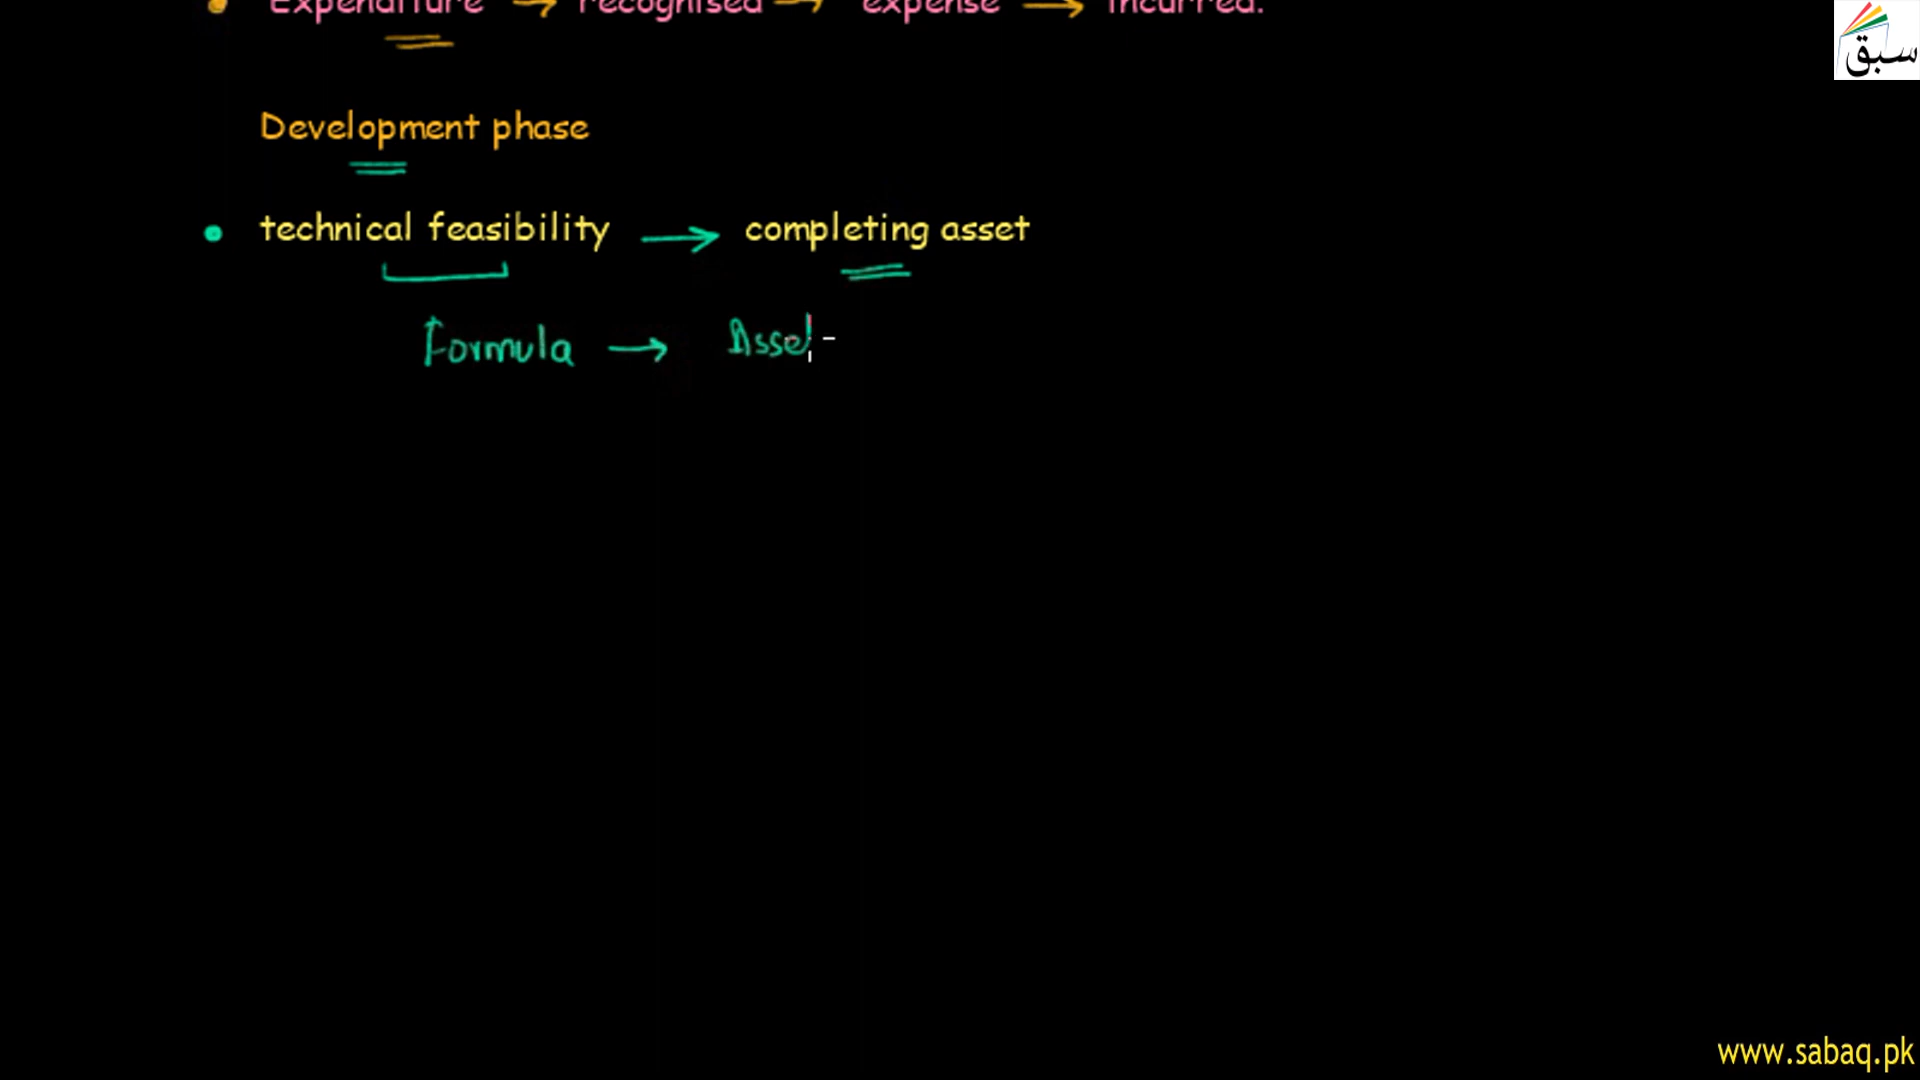 Expenditure → recognised → expense → incurred.
سبق
Development phase
• technical feasibility → completing asset
Formula → Asset
www.sabaq.pk